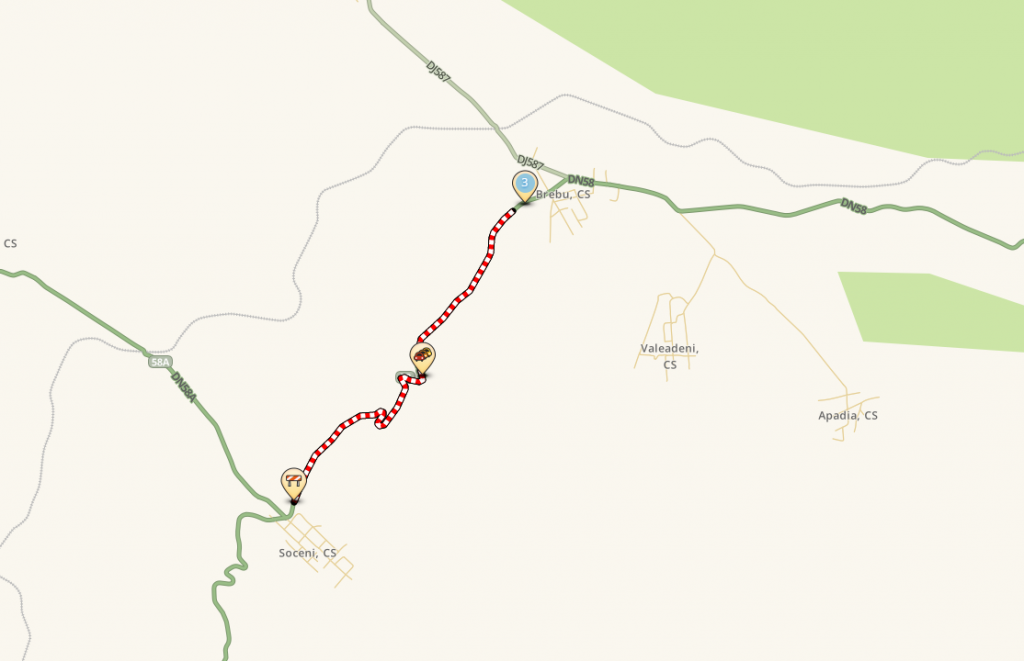 DJ587
DJ587
3
DN58
Brebu, CS
DN58
CS
Valeadeni,
CS
58A
DN58A
Apadia, CS
Soceni, CS